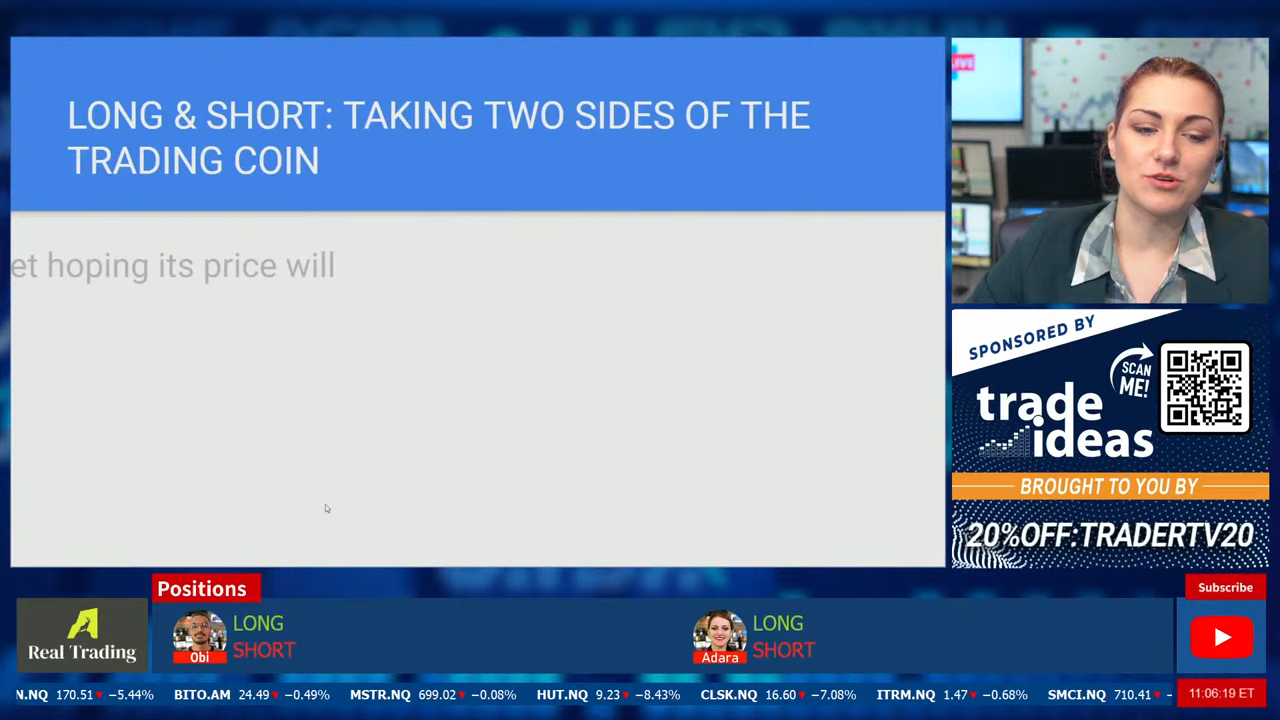 LONG & SHORT: TAKING TWO SIDES OF THE
TRADING COIN
et hoping its price will
LIVE
SPONSORED BY
SCAN
ME!
trade
ideas
BROUGHT TO YOU BY
20%OFF:TRADERTV20
Positions
Subscribe
Real Trading
Obi
LONG
SHORT
Adara
LONG
SHORT
N.NQ 170.51▼ −5.44% BITO.AM 24.49▼ −0.49% MSTR.NQ 699.02▼ −0.08% HUT.NQ 9.23▼ −8.43% CLSK.NQ 16.60▼ −7.08% ITRM.NQ 1.47▼ −0.68% SMCI.NQ 710.41▼ −
11:06:19 ET